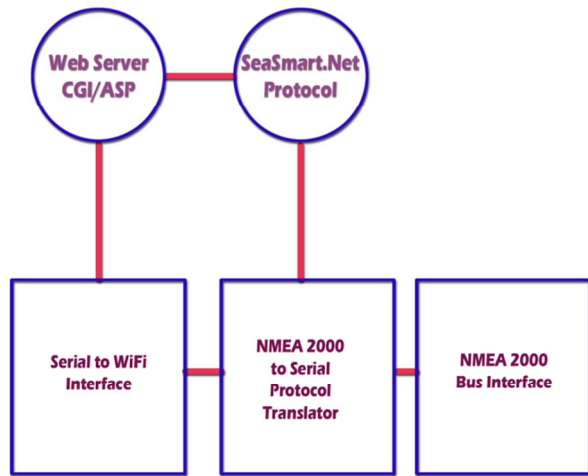 Web Server
CGI/ASP
SeaSmart.Net
Protocol
Serial to WiFi
Interface
NMEA 2000
to Serial
Protocol
Translator
NMEA 2000
Bus Interface